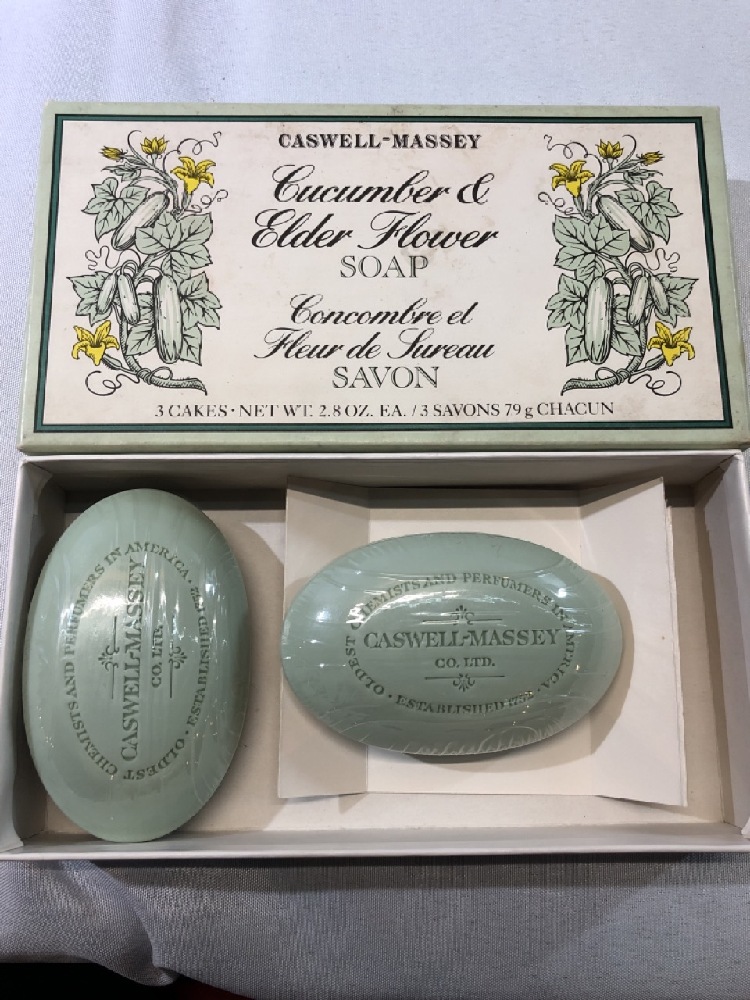 CASWELL-MASSEY
Cucumber &
Elder Flower
SOAP
Concombre et
Fleur de Sureau
SAVON
3 CAKES · NET WT. 2.8 OZ. EA. / 3 SAVONS 79 g CHACUN
OLDEST CHEMISTS AND PERFUMERS IN AMERICA · ESTABLISHED 1752 ·
CASWELL-MASSEY
CO. LTD.
OLDEST CHEMISTS AND PERFUMERS IN AMERICA
CASWELL-MASSEY
CO. LTD.
· ESTABLISHED 1752 ·